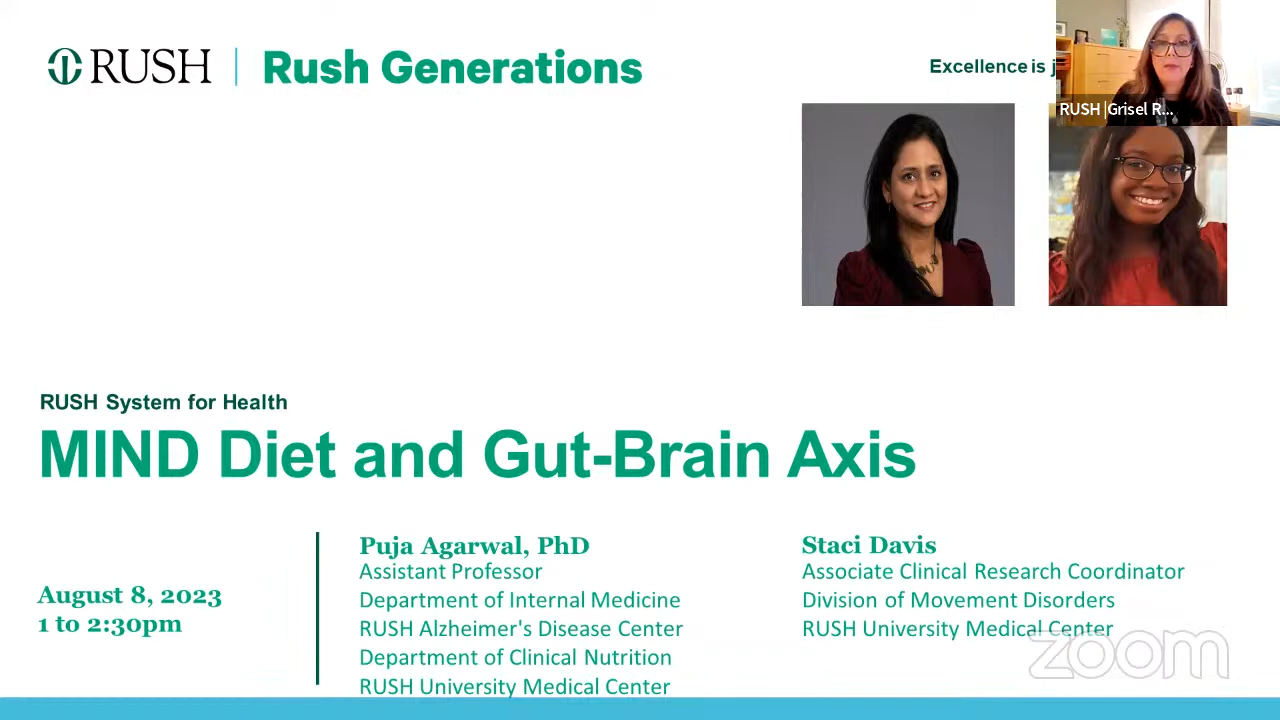 RUSH | Rush Generations
Excellence is j
RUSH |Grisel R...
RUSH System for Health
MIND Diet and Gut-Brain Axis
August 8, 2023
1 to 2:30pm
Puja Agarwal, PhD
Assistant Professor
Department of Internal Medicine
RUSH Alzheimer's Disease Center
Department of Clinical Nutrition
RUSH University Medical Center
Staci Davis
Associate Clinical Research Coordinator
Division of Movement Disorders
RUSH University Medical Center
zoom